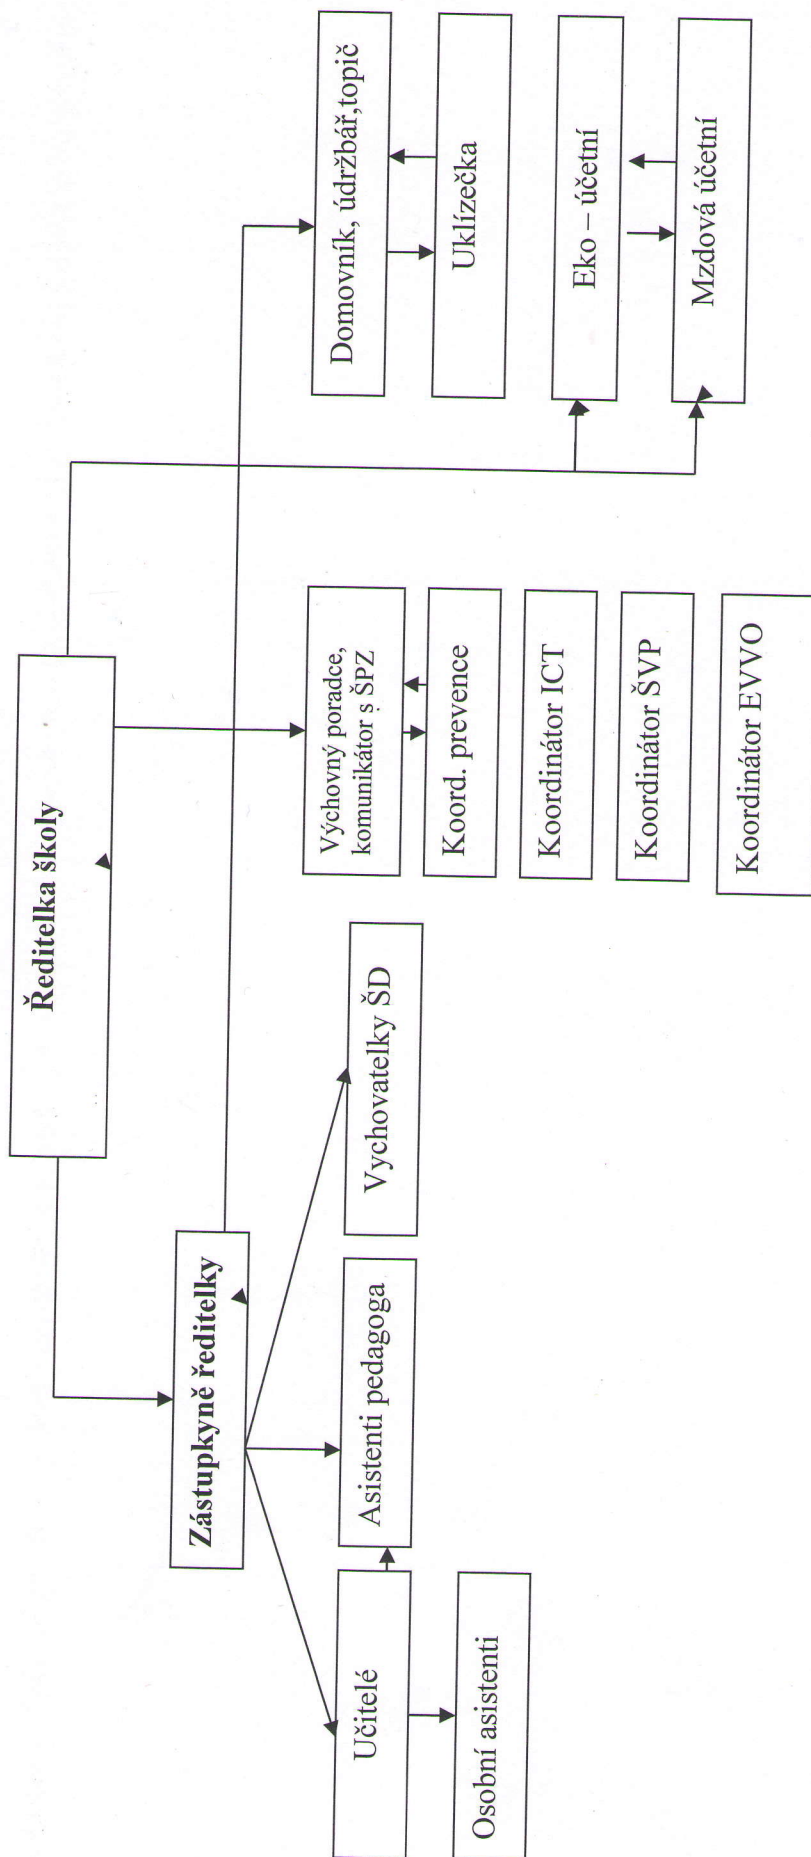 Ředitelka školy
Zástupkyně ředitelky
Učitelé
Asistenti pedagoga
Vychovatelky ŠD
Osobní asistenti
Výchovný poradce,
komunikátor s ŠPZ
Koord. prevence
Koordinátor ICT
Koordinátor ŠVP
Koordinátor EVVO
Domovník, údržbář,topič
Uklízečka
Eko – účetní
Mzdová účetní